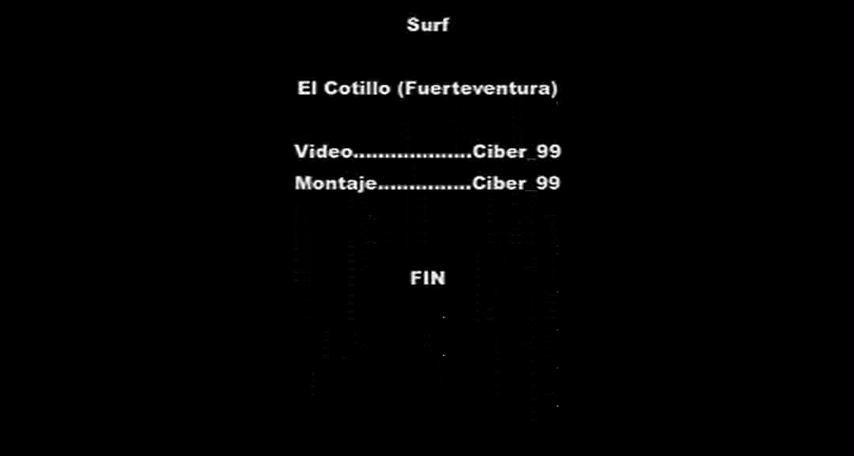 Surf
El Cotillo (Fuerteventura)
Video...................Ciber_99
Montaje...............Ciber_99
FIN